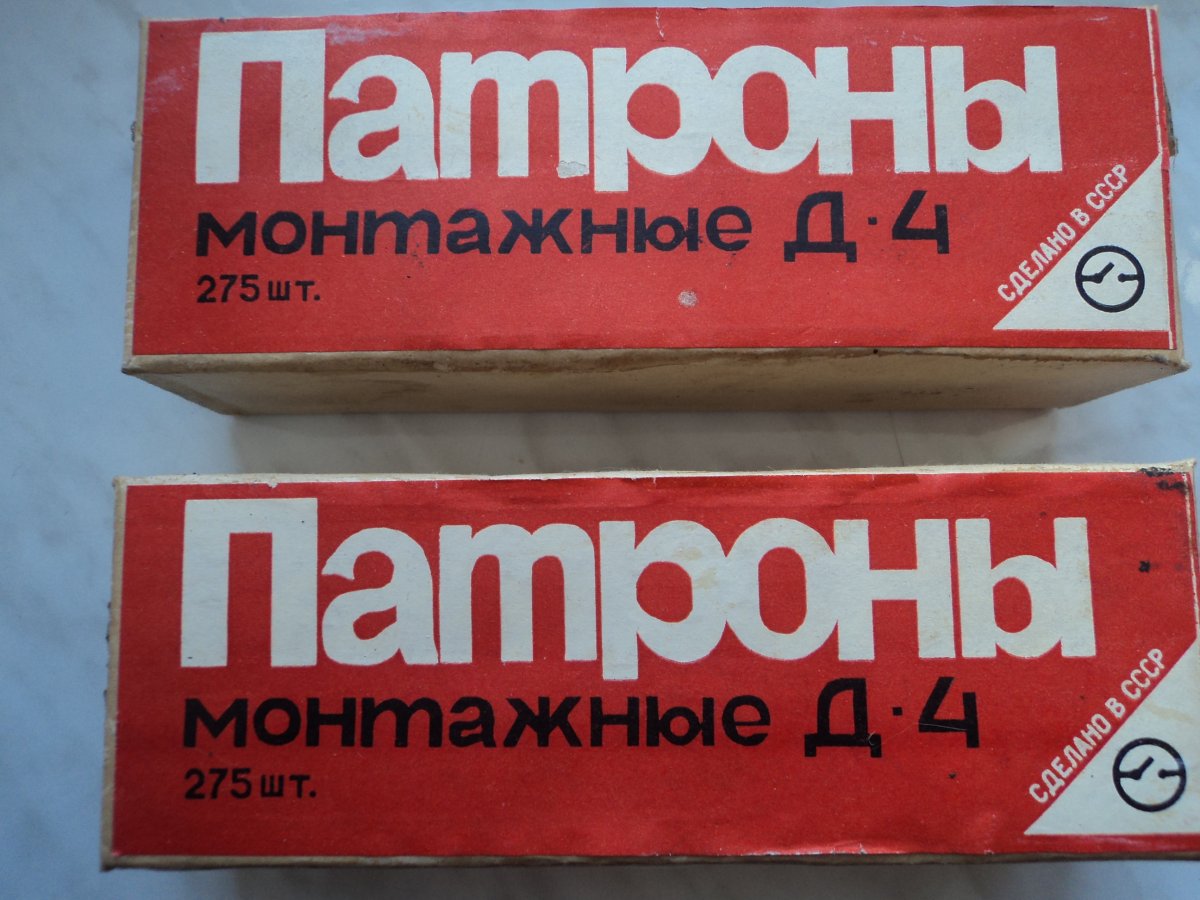 Патроны
монтажные Д·4
275 шт.
СДЕЛАНО В СССР
Патроны
монтажные Д·4
275 шт.
СДЕЛАНО В СССР